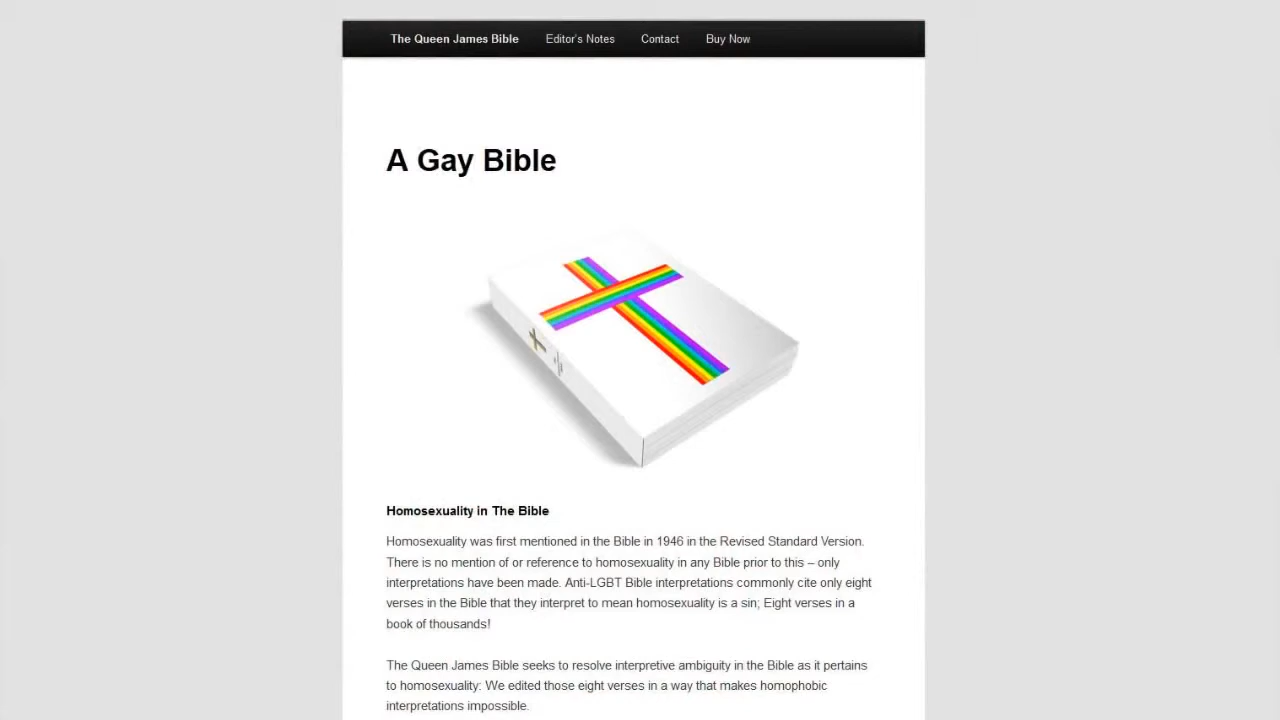 The Queen James Bible Editor's Notes Contact Buy Now
A Gay Bible
Homosexuality in The Bible
Homosexuality was first mentioned in the Bible in 1946 in the Revised Standard Version.
There is no mention of or reference to homosexuality in any Bible prior to this – only
interpretations have been made. Anti-LGBT Bible interpretations commonly cite only eight
verses in the Bible that they interpret to mean homosexuality is a sin; Eight verses in a
book of thousands!
The Queen James Bible seeks to resolve interpretive ambiguity in the Bible as it pertains
to homosexuality: We edited those eight verses in a way that makes homophobic
interpretations impossible.